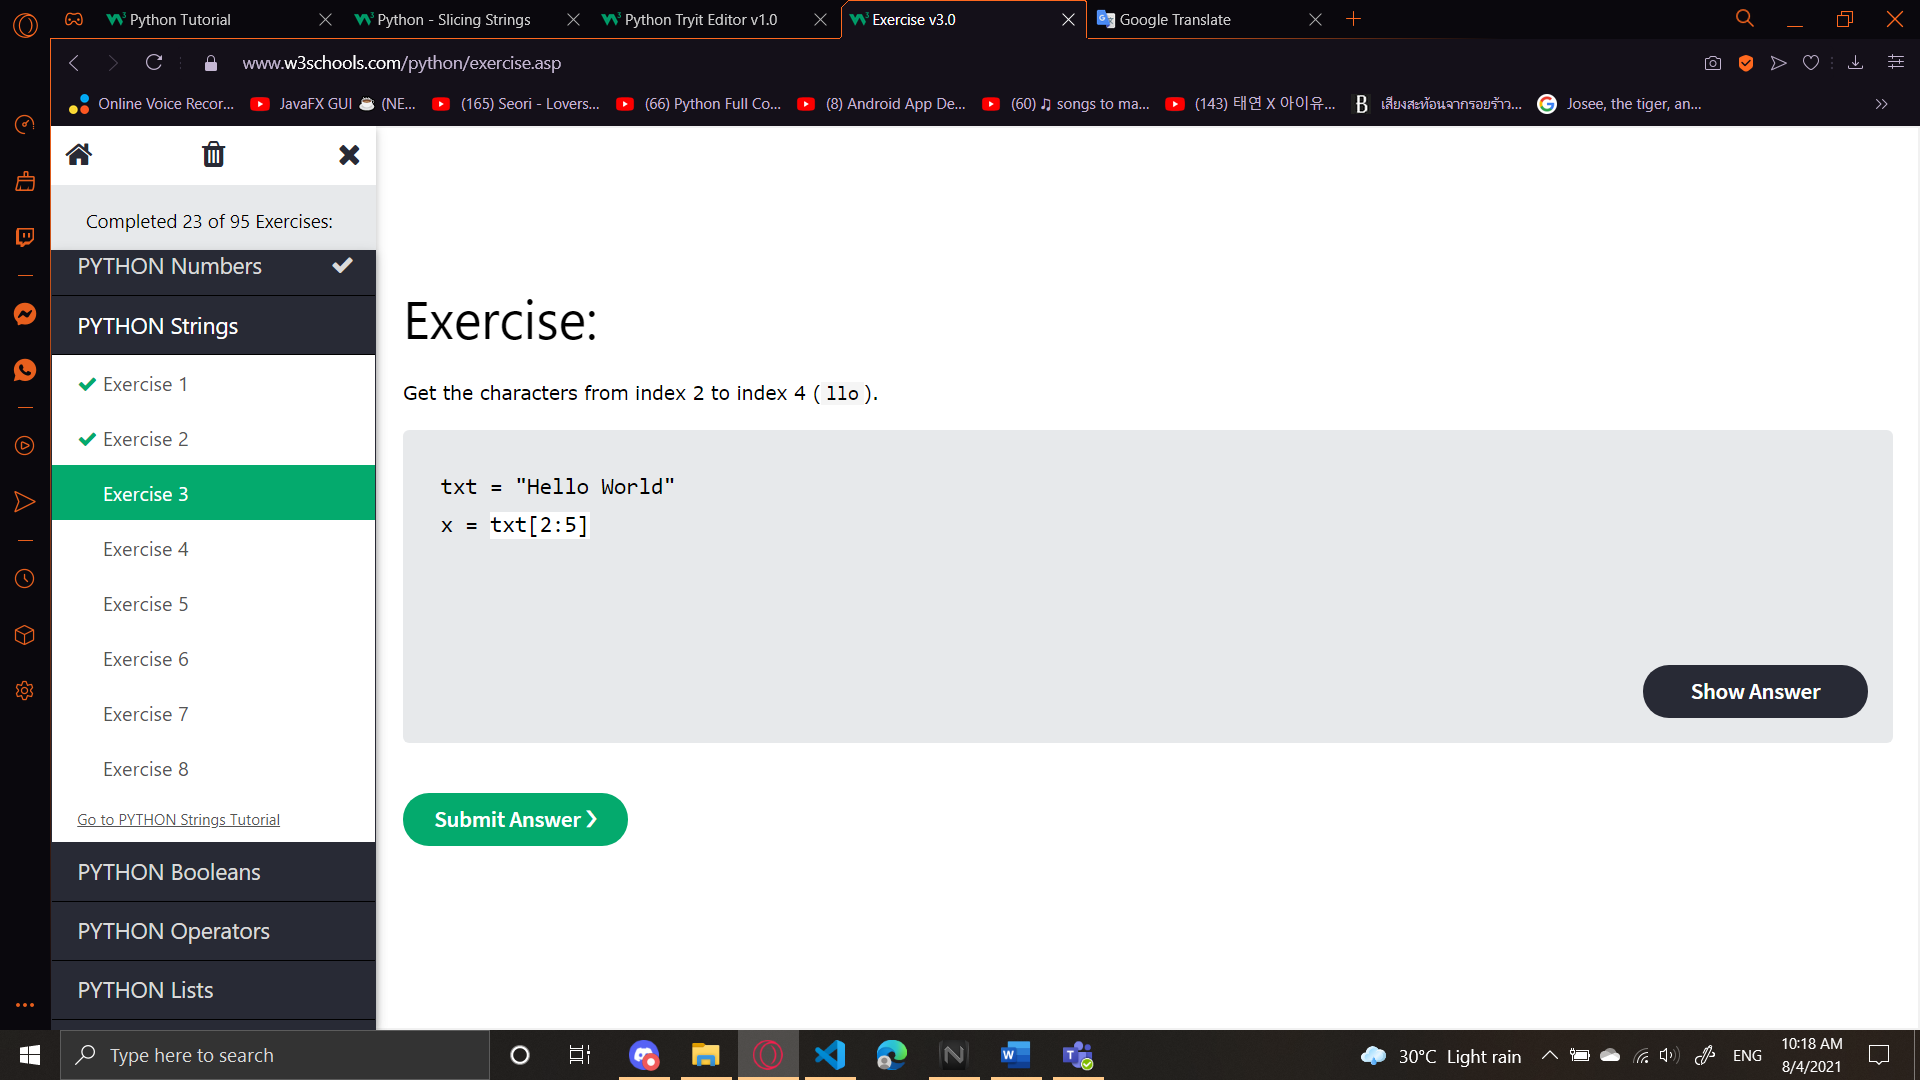 Python Tutorial
Python - Slicing Strings
Python Tryit Editor v1.0
Exercise v3.0
Google Translate
www.w3schools.com/python/exercise.asp
Online Voice Recor...
JavaFX GUI ☕ (NE...
(165) Seori - Lovers...
(66) Python Full Co...
(8) Android App De...
(60) ♫ songs to ma...
(143) 태연 X 아이유...
เสียงสะท้อนจากรอยร้าว...
Josee, the tiger, an...
Completed 23 of 95 Exercises:
PYTHON Numbers
PYTHON Strings
Exercise 1
Exercise 2
Exercise 3
Exercise 4
Exercise 5
Exercise 6
Exercise 7
Exercise 8
Go to PYTHON Strings Tutorial
PYTHON Booleans
PYTHON Operators
PYTHON Lists
Exercise:
Get the characters from index 2 to index 4 ( llo ).
txt = "Hello World"
x = txt[2:5]
Show Answer
Submit Answer ❯
Type here to search
30°C Light rain
ENG
10:18 AM
8/4/2021